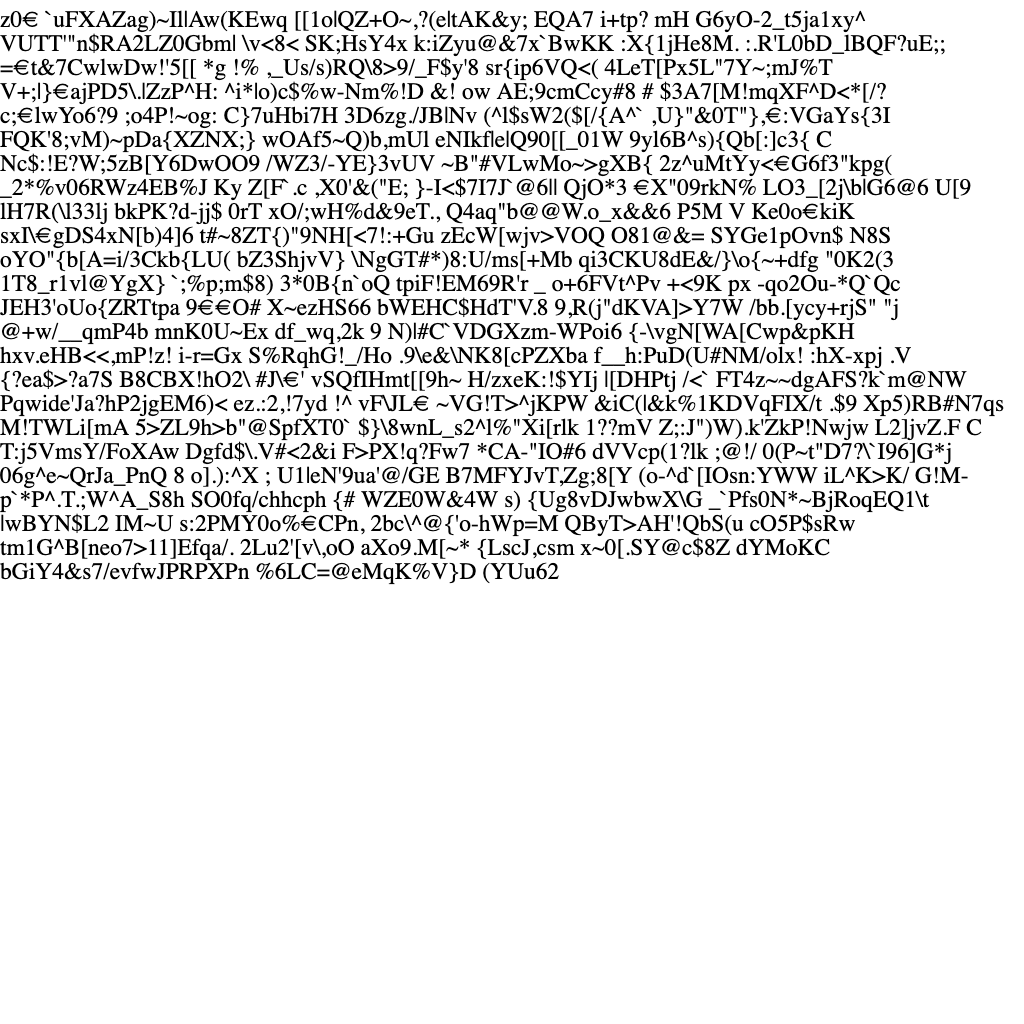 z0€ `uFXAZag)~Il|Aw(KEwq [[1o|QZ+O~,?(e|tAK&y; EQA7 i+tp? mH G6yO-2_t5ja1xy^
VUTT'"n$RA2LZ0Gbm| \v<8< SK;HsY4x k:iZyu@&7x`BwKK :X{1jHe8M. :.R'L0bD_lBQF?uE;;
=€t&7CwlwDw!'5[[ *g !% ,_Us/s)RQ\8>9/_F$y'8 sr{ip6VQ<( 4LeT[Px5L"7Y~;mJ%T
V+;|}€ajPD5\.lZzP^H: ^i*lo)c$%w-Nm%!D &! ow AE;9cmCcy#8 # $3A7[M!mqXF^D<*[/?
c;€lwYo6?9 ;o4P!~og: C}7uHbi7H 3D6zg./JB|Nv (^l$sW2($[/{A^` ,U}"&0T"},€:VGaYs{3I
FQK'8;vM)~pDa{XZNX;} wOAf5~Q)b,mUl eNIkf|e|Q90[[_01W 9yl6B^s){Qb[:]c3{ C
Nc$:!E?W;5zB[Y6DwOO9 /WZ3/-YE}3vUV ~B"#VLwMo~>gXB{ 2z^uMtYy<€G6f3"kpg(
_2*%v06RWz4EB%J Ky Z[F`.c ,X0'&("E; }-I<$7I7J`@6|| QjO*3 €X"09rkN% LO3_[2j\b|G6@6 U[9
lH7R(\l33lj bkPK?d-jj$ 0rT xO/;wH%d&9eT., Q4aq"b@@W.o_x&&6 P5M V Ke0o€kiK
sxI\€gDS4xN[b)4]6 t#~8ZT{)"9NH[<7!:+Gu zEcW[wjv>VOQ O81@&= SYGe1pOvn$ N8S
oYO"{b[A=i/3Ckb{LU( bZ3ShjvV} \NgGT#*)8:U/ms[+Mb qi3CKU8dE&/}\o{~+dfg "0K2(3
1T8_r1vl@YgX} `;%p;m$8) 3*0B{n`oQ tpiF!EM69R'r _ o+6FVt^Pv +<9K px -qo2Ou-*Q`Qc
JEH3'oUo{ZRTtpa 9€€O# X~ezHS66 bWEHC$HdT'V.8 9,R(j"dKVA]>Y7W /bb.[ycy+rjS" "j
@+w/__qmP4b mnK0U~Ex df_wq,2k 9 N)|#C`VDGXzm-WPoi6 {-\vgN[WA[Cwp&pKH
hxv.eHB<<,mP!z! i-r=Gx S%RqhG!_/Ho .9\e&\NK8[cPZXba f__h:PuD(U#NM/olx! :hX-xpj .V
{?ea$>?a7S B8CBX!hO2\ #J\€' vSQfIHmt[[9h~ H/zxeK:!$YIj |[DHPtj /<` FT4z~~dgAFS?k`m@NW
Pqwide'Ja?hP2jgEM6)< ez.:2,!7yd !^ vF\JL€ ~VG!T>^jKPW &iC(|&k%1KDVqFIX/t .$9 Xp5)RB#N7qs
M!TWLi[mA 5>ZL9h>b"@SpfXT0` $}\8wnL_s2^l%"Xi[rlk 1??mV Z;:J")W).k'ZkP!Nwjw L2]jvZ.F C
T:j5VmsY/FoXAw Dgfd$\.V#<2&i F>PX!q?Fw7 *CA-"IO#6 dVVcp(1?lk ;@!/ 0(P~t"D7?\`I96]G*j
06rg^e~QrJa_PnQ 8 o].):^X ; U1|eN'9ua'@/GE B7MFYJvT,Zg;8[Y (o-^d`[IOsn:YWW iL^K>K/ G!M-
p`*P^.T.;W^A_S8h SO0fq/chhcph {# WZE0W&4W s) {Ug8vDJwbwX\G _`Pfs0N*~BjRoqEQ1\t
|wBYN$L2 IM~U s:2PMY0o%€CPn, 2bc\^@{'o-hWp=M QByT>AH'!QbS(u cO5P$sRw
tm1G^B[neo7>11]Efqa/. 2Lu2'[v\,oO aXo9.M[~* {LscJ,csm x~0[.SY@c$8Z dYMoKC
bGiY4&s7/evfwJPRPXPn %6LC=@eMqK%V}D (YUu62